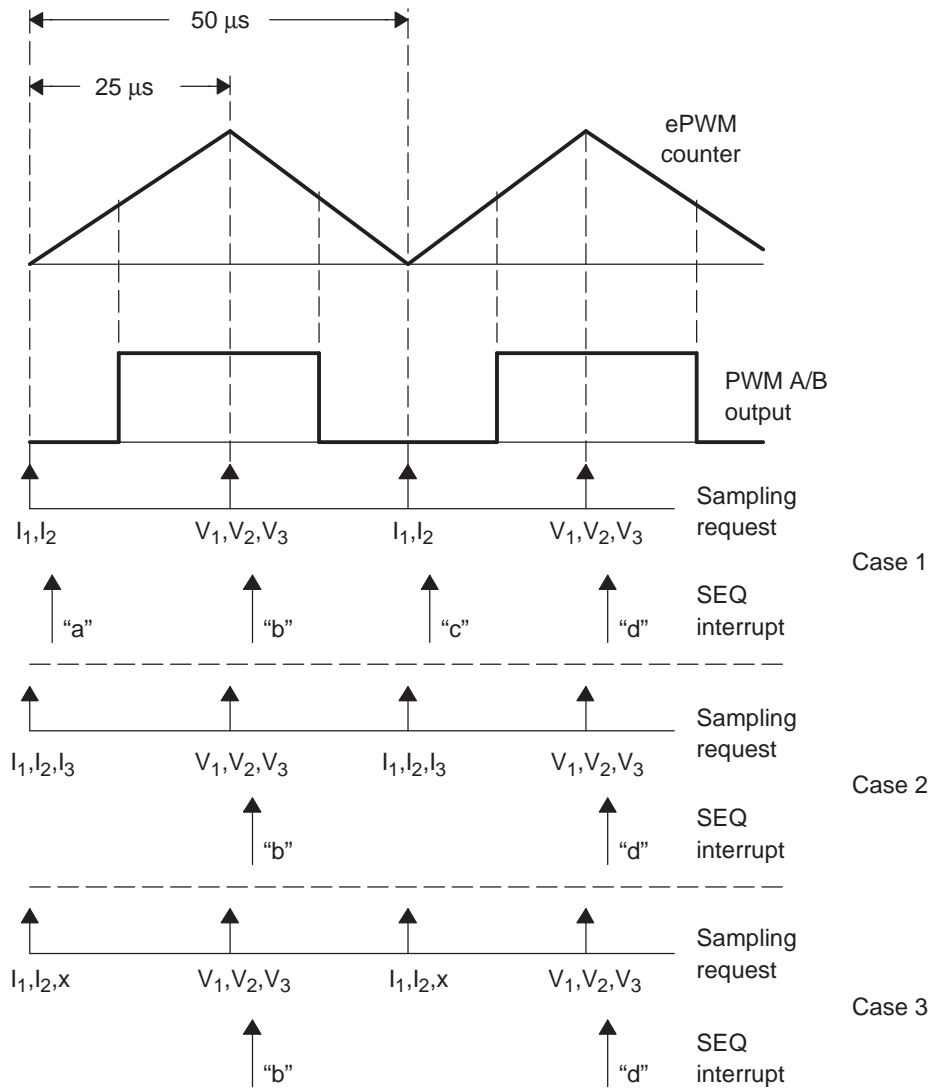 50 μs
25 μs
ePWM
counter
PWM A/B
output
Sampling
request
I1,I2 V1,V2,V3 I1,I2 V1,V2,V3
Case 1
SEQ
interrupt
“a” “b” “c” “d”
Sampling
request
I1,I2,I3 V1,V2,V3 I1,I2,I3 V1,V2,V3
Case 2
SEQ
interrupt
“b” “d”
Sampling
request
I1,I2,x V1,V2,V3 I1,I2,x V1,V2,V3
Case 3
SEQ
interrupt
“b” “d”